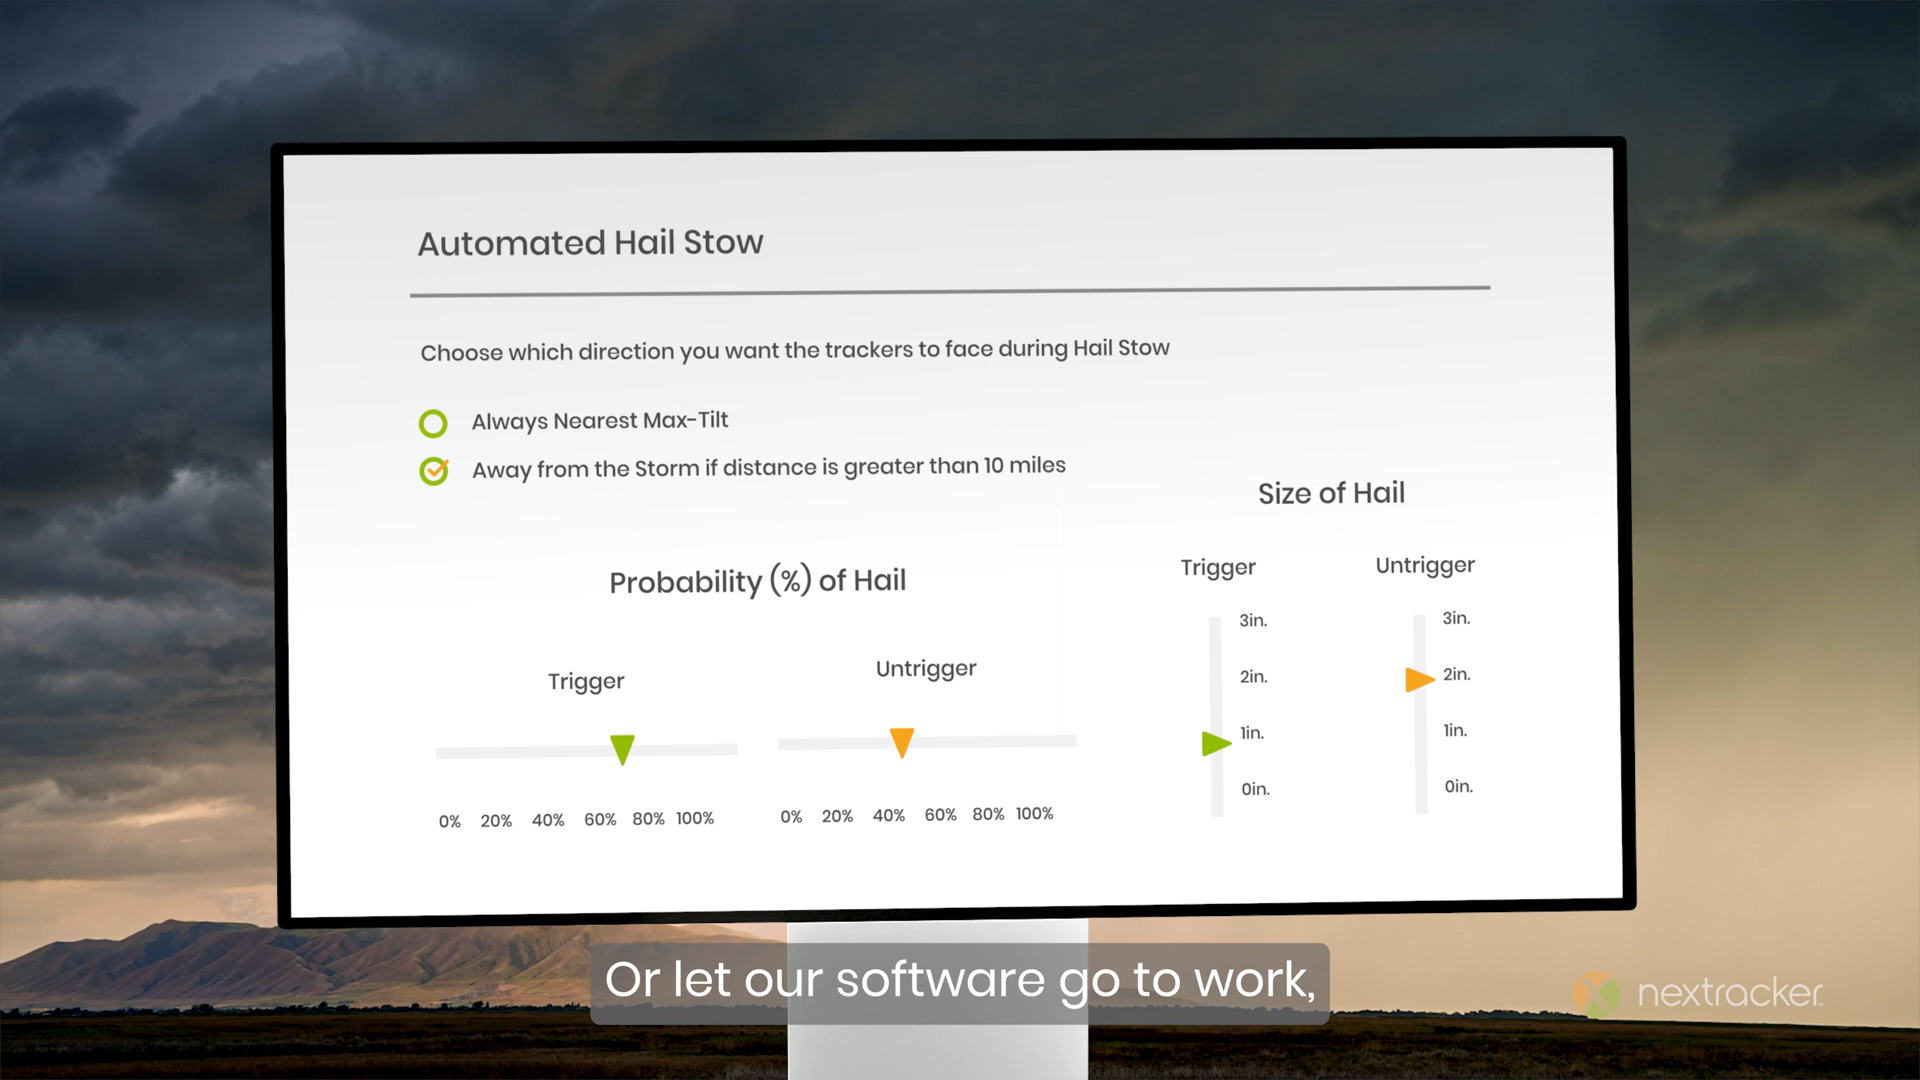 Automated Hail Stow
Choose which direction you want the trackers to face during Hail Stow
Always Nearest Max-Tilt
Away from the Storm if distance is greater than 10 miles
Probability (%) of Hail
Trigger
0% 20% 40% 60% 80% 100%
Untrigger
0% 20% 40% 60% 80% 100%
Size of Hail
Trigger
3in.
2in.
1in.
0in.
Untrigger
3in.
2in.
1in.
0in.
Or let our software go to work,
nextracker